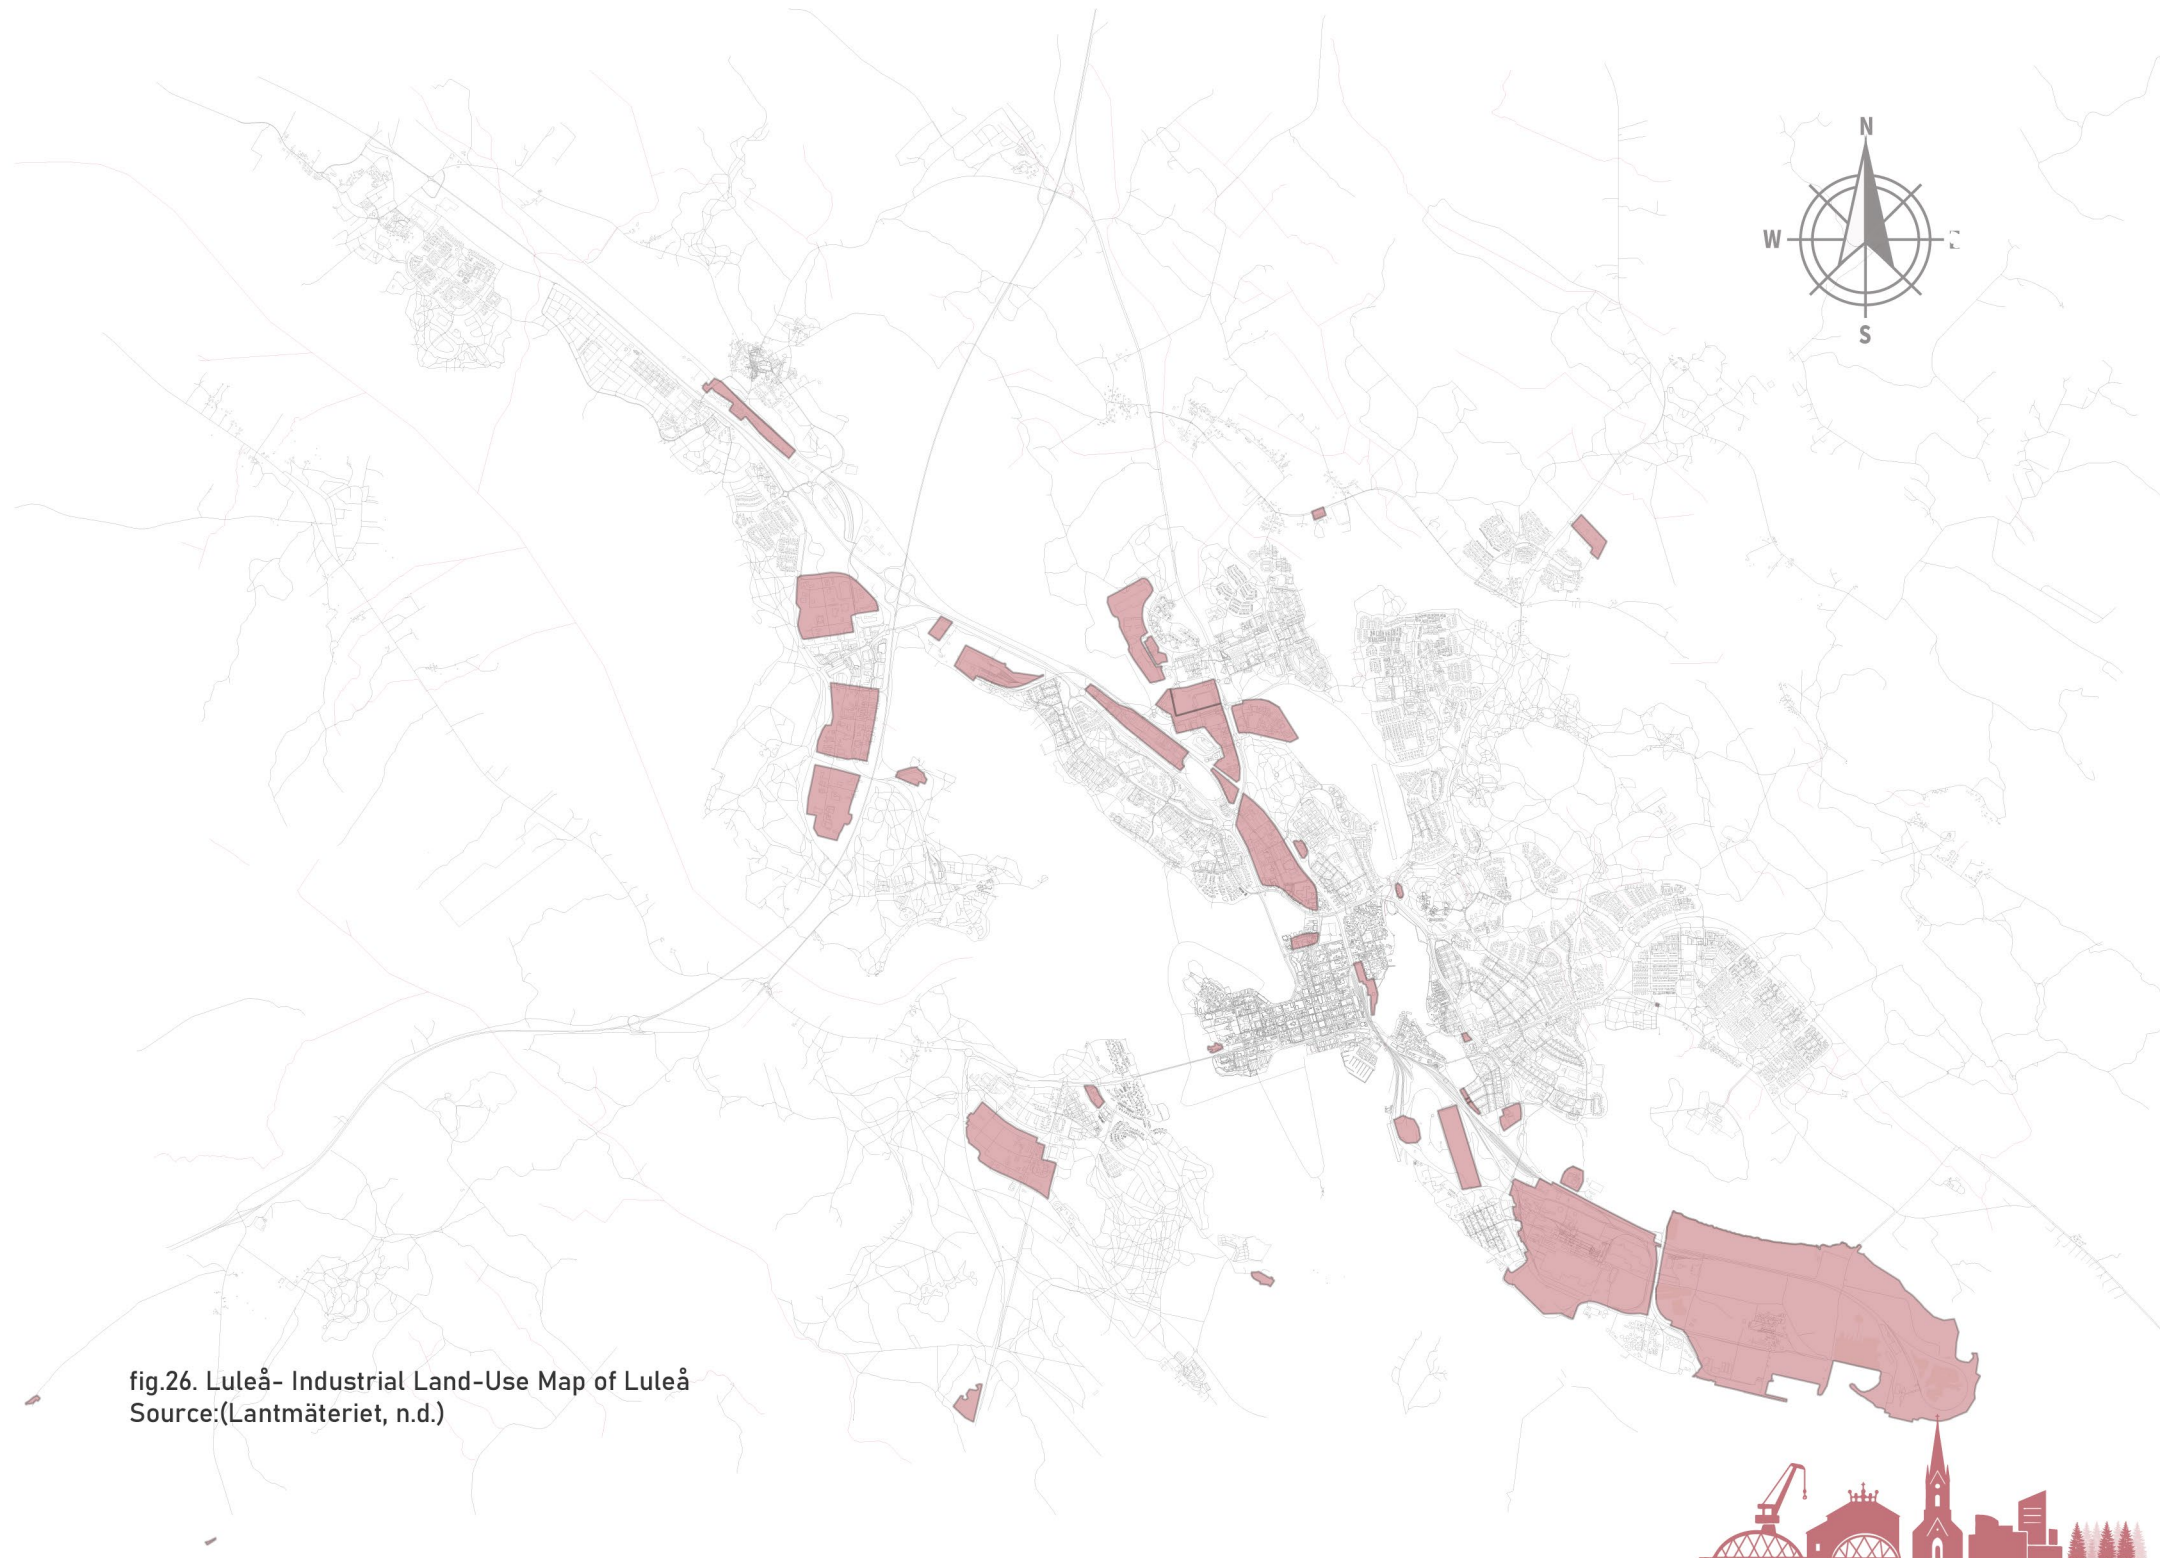 N
W
S
fig.26. Luleå- Industrial Land-Use Map of Luleå
Source:(Lantmäteriet, n.d.)